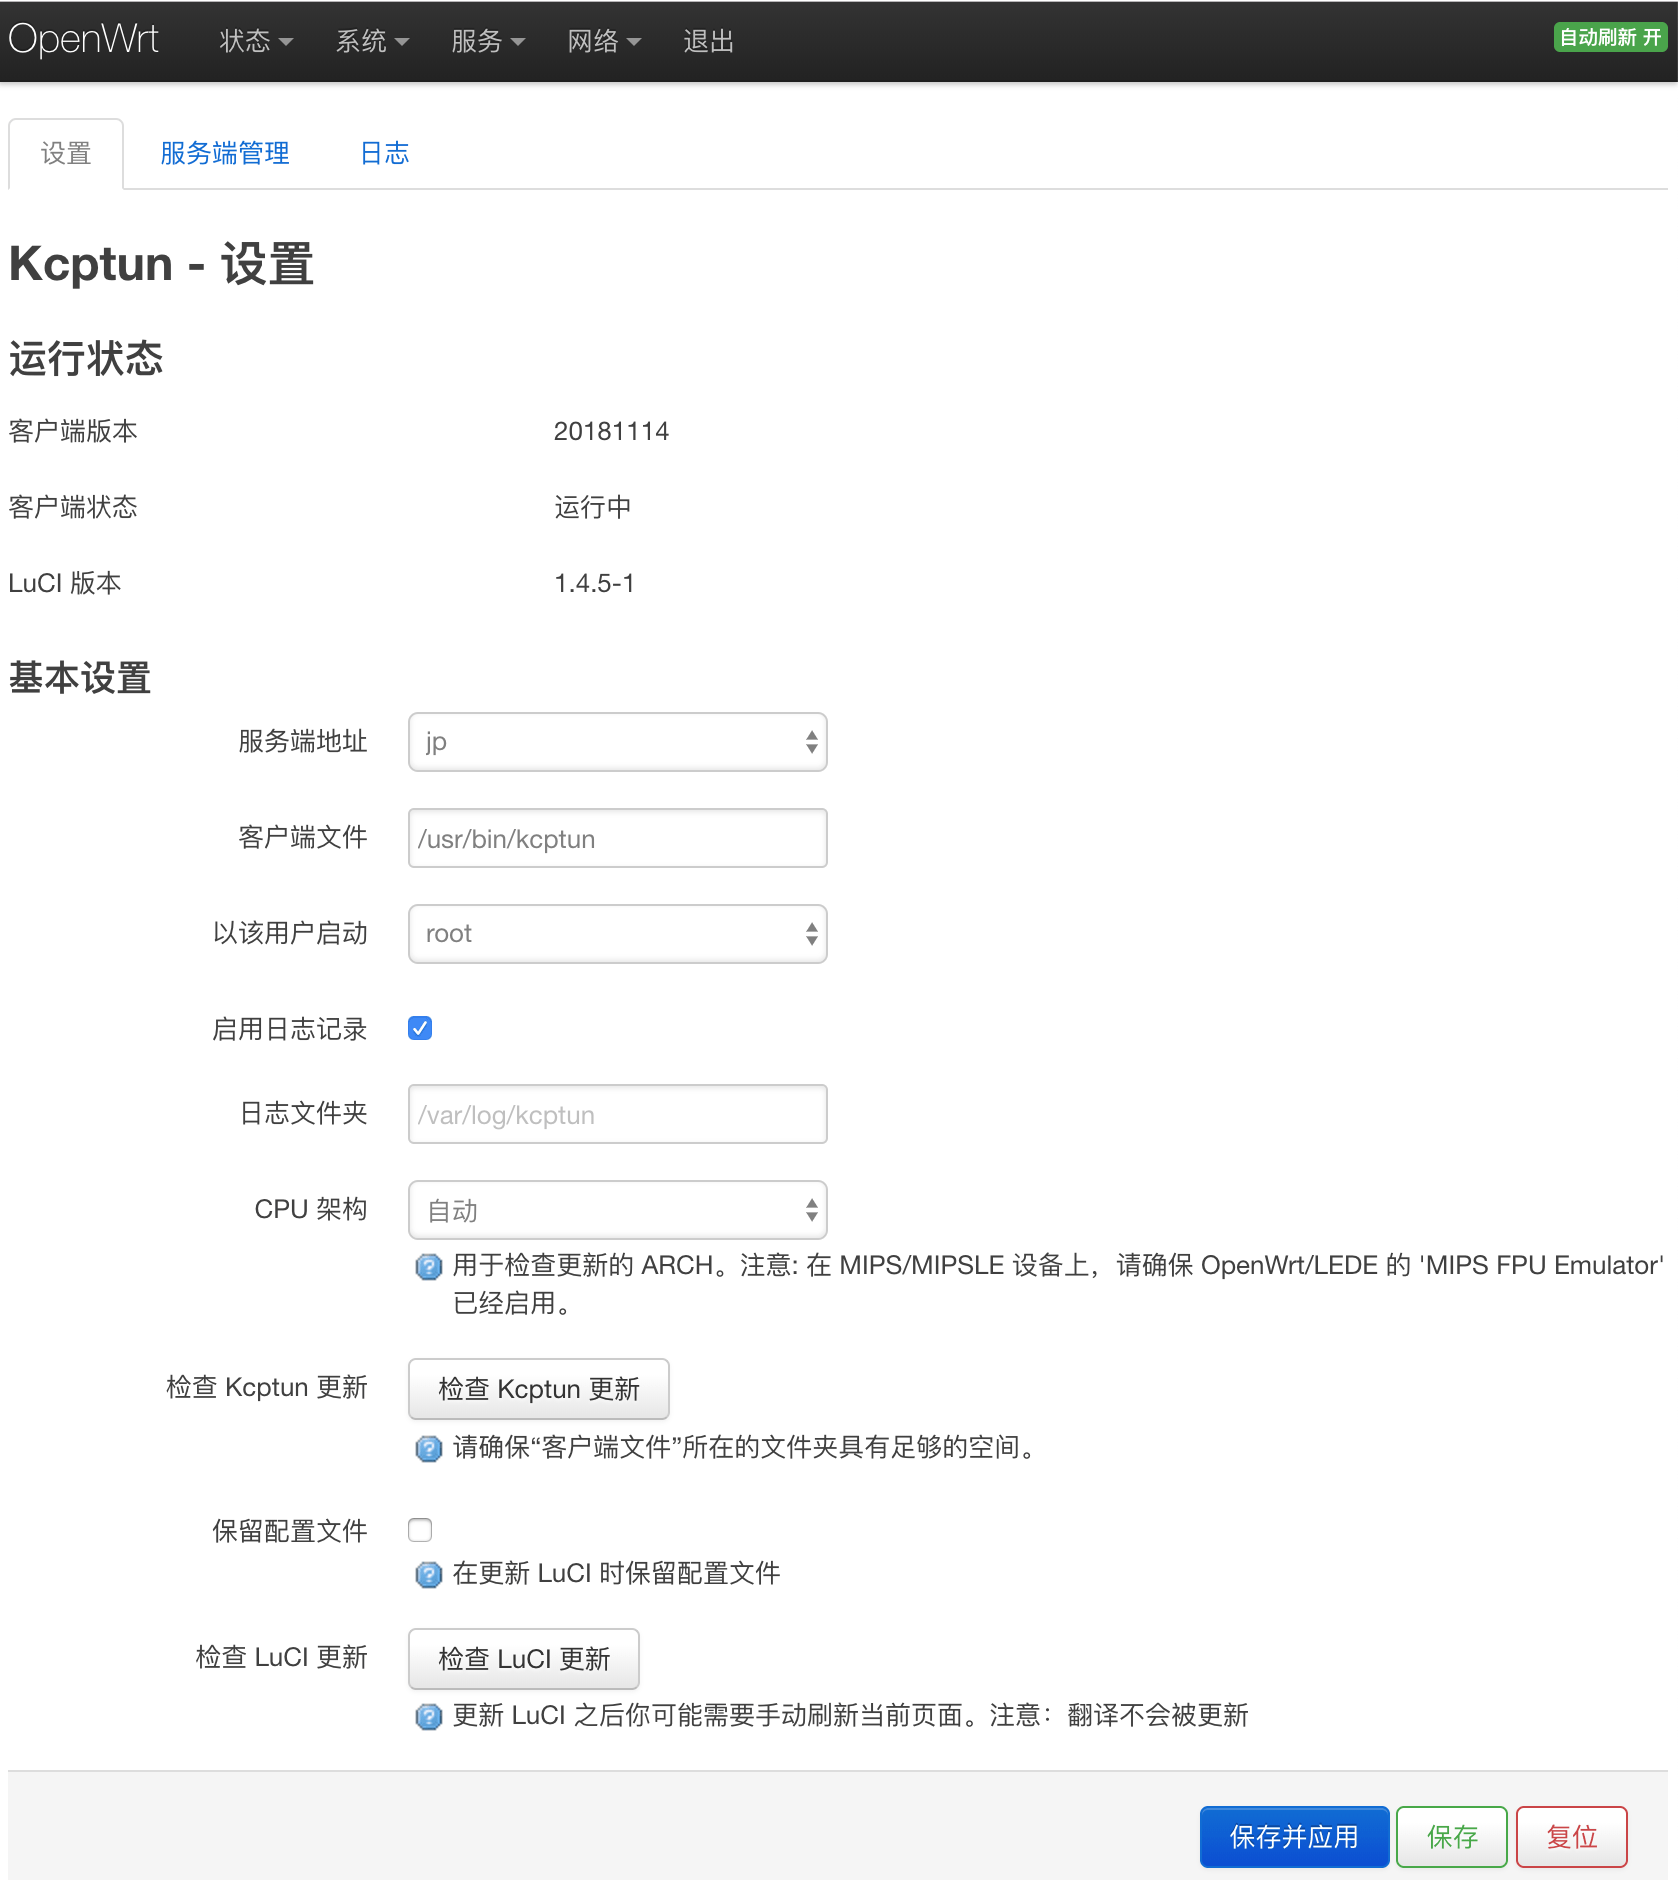 OpenWrt 状态 系统 服务 网络 退出 自动刷新 开
设置 服务端管理 日志
Kcptun - 设置
运行状态
客户端版本 20181114
客户端状态 运行中
LuCI 版本 1.4.5-1
基本设置
服务端地址 jp
客户端文件 /usr/bin/kcptun
以该用户启动 root
启用日志记录
日志文件夹 /var/log/kcptun
CPU 架构 自动
用于检查更新的 ARCH。注意: 在 MIPS/MIPSLE 设备上，请确保 OpenWrt/LEDE 的 'MIPS FPU Emulator'
已经启用。
检查 Kcptun 更新 检查 Kcptun 更新
请确保“客户端文件”所在的文件夹具有足够的空间。
保留配置文件
在更新 LuCI 时保留配置文件
检查 LuCI 更新 检查 LuCI 更新
更新 LuCI 之后你可能需要手动刷新当前页面。注意：翻译不会被更新
保存并应用 保存 复位